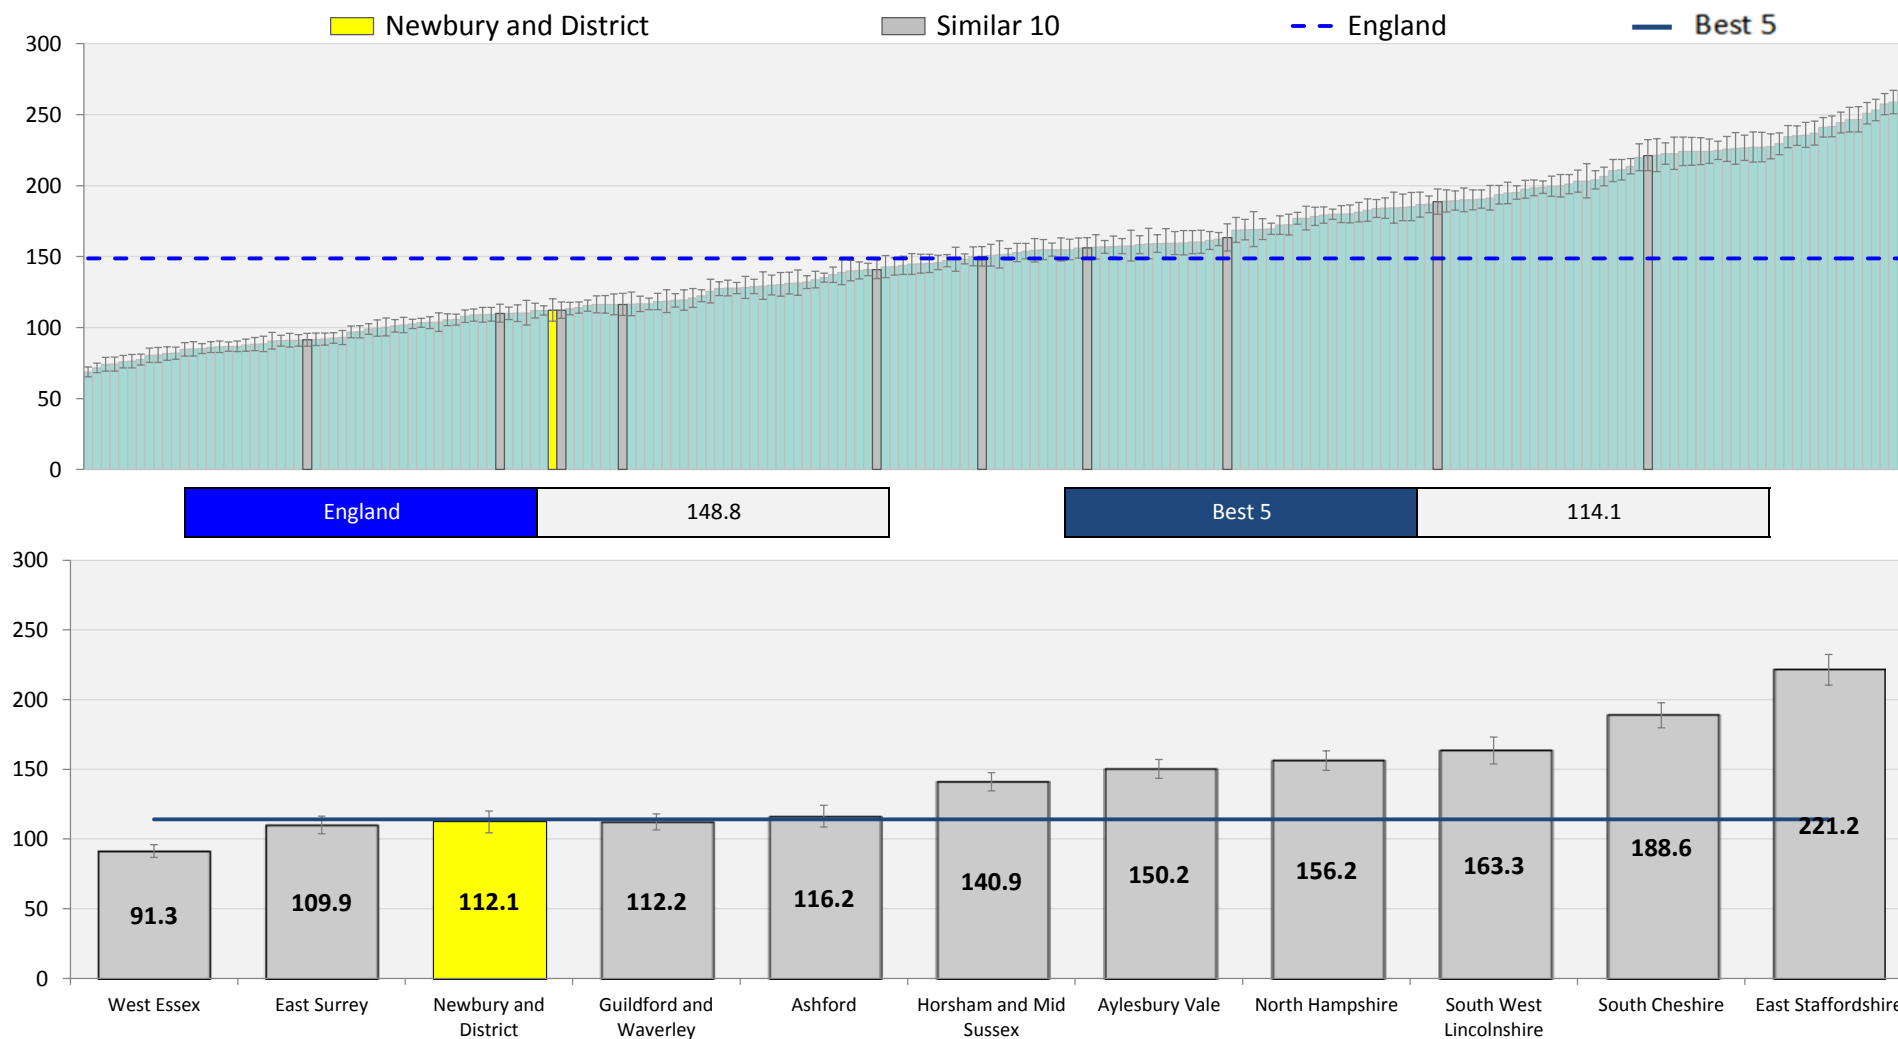 Newbury and District Similar 10 England Best 5
300
250
200
150
100
50
0
England 148.8 Best 5 114.1
300
250
200
150
100
50
0
91.3 109.9 112.1 112.2 116.2 140.9 150.2 156.2 163.3 188.6 221.2
West Essex East Surrey Newbury and Guildford and Ashford Horsham and Mid Aylesbury Vale North Hampshire South West South Cheshire East Staffordshire
District Waverley Sussex Lincolnshire